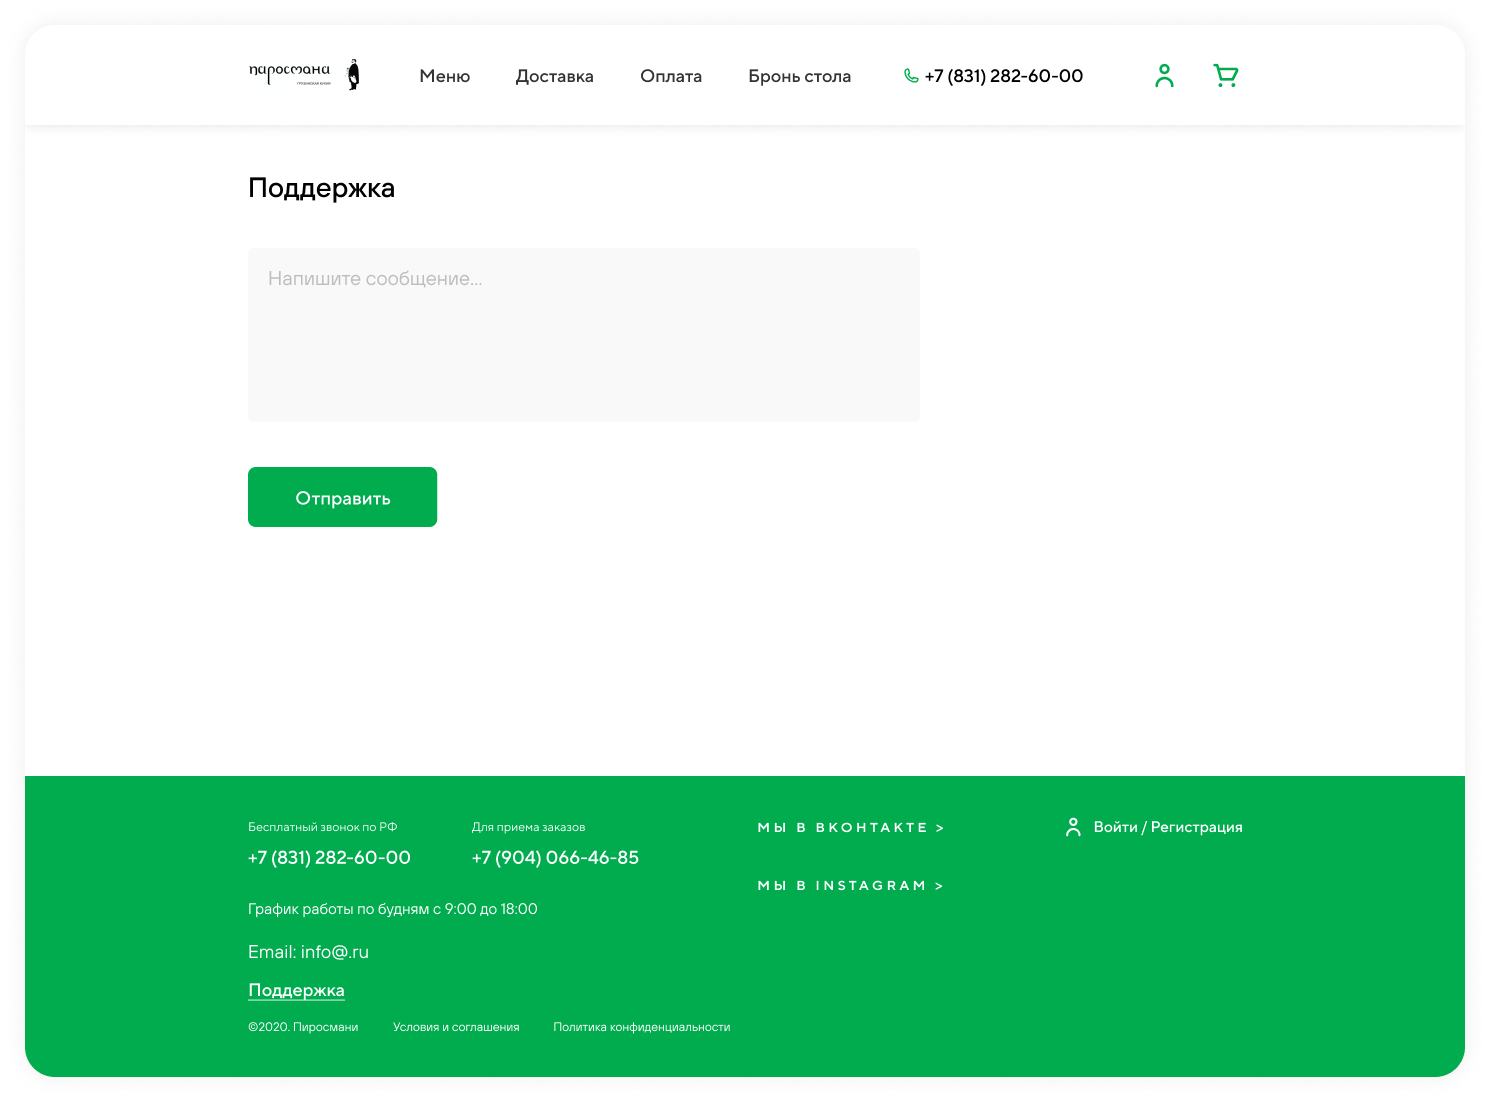 пиросмани
ГРУЗИНСКАЯ КУХНЯ
Меню
Доставка
Оплата
Бронь стола
+7 (831) 282-60-00
Поддержка
Напишите сообщение...
Отправить
Бесплатный звонок по РФ
+7 (831) 282-60-00
Для приема заказов
+7 (904) 066-46-85
График работы по будням с 9:00 до 18:00
Email: info@.ru
Поддержка
©2020. Пиросмани
Условия и соглашения
Политика конфиденциальности
МЫ В ВКОНТАКТЕ >
МЫ В INSTAGRAM >
Войти / Регистрация